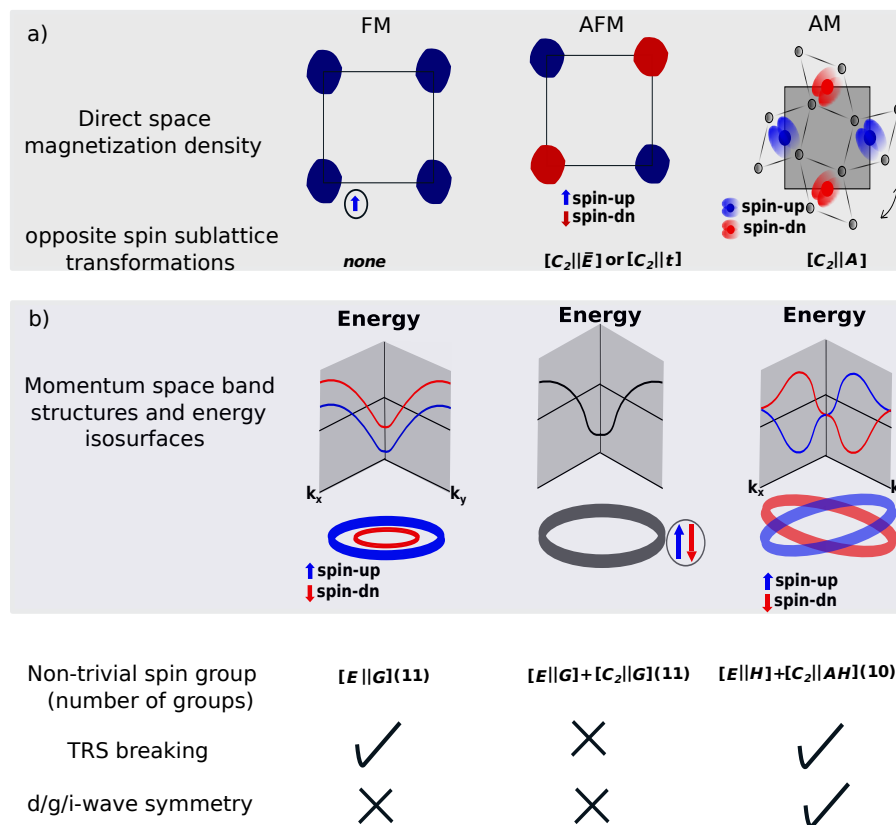 a)
FM
AFM
AM
Direct space
magnetization density
spin-up
spin-dn
spin-up
spin-dn
opposite spin sublattice
transformations
none
[C₂||Ē] or [C₂||t]
[C₂||A]
b)
Energy
Energy
Energy
Momentum space band
structures and energy
isosurfaces
kₓ
k_y
kₓ
k
spin-up
spin-dn
spin-up
spin-dn
Non-trivial spin group
(number of groups)
[E||G](11)
[E||G]+[C₂||G](11)
[E||H]+[C₂||AH](10)
TRS breaking
d/g/i-wave symmetry